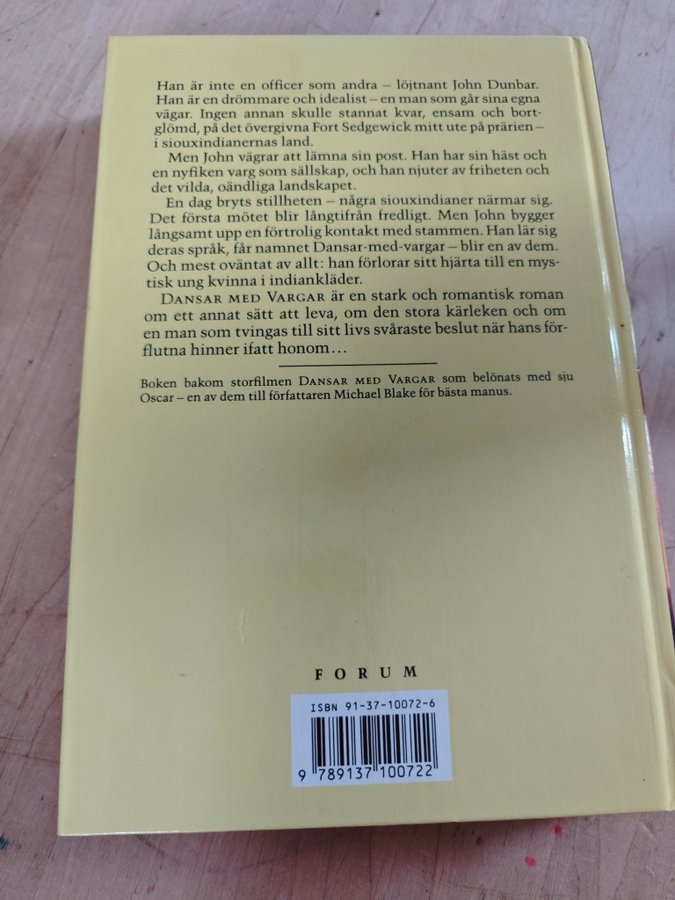 Han är inte en officer som andra – löjtnant John Dunbar.
Han är en drömmare och idealist – en man som går sina egna
vägar. Ingen annan skulle stannat kvar, ensam och bort-
glömd, på det övergivna Fort Sedgewick mitt ute på prärien –
i siouxindianernas land.
Men John vägrar att lämna sin post. Han har sin häst och
en nyfiken varg som sällskap, och han njuter av friheten och
det vilda, oändliga landskapet.
En dag bryts stillheten – några siouxindianer närmar sig.
Det första mötet blir långtifrån fredligt. Men John bygger
långsamt upp en förtrolig kontakt med stammen. Han lär sig
deras språk, får namnet Dansar-med-vargar – blir en av dem.
Och mest oväntat av allt: han förlorar sitt hjärta till en mys-
tisk ung kvinna i indiankläder.
DANSAR MED VARGAR är en stark och romantisk roman
om ett annat sätt att leva, om den stora kärleken och om
en man som tvingas till sitt livs svåraste beslut när hans för-
flutna hinner ifatt honom...
Boken bakom storfilmen DANSAR MED VARGAR som belönats med sju
Oscar – en av dem till författaren Michael Blake för bästa manus.
FORUM
ISBN 91-37-10072-6
9 789137 100722